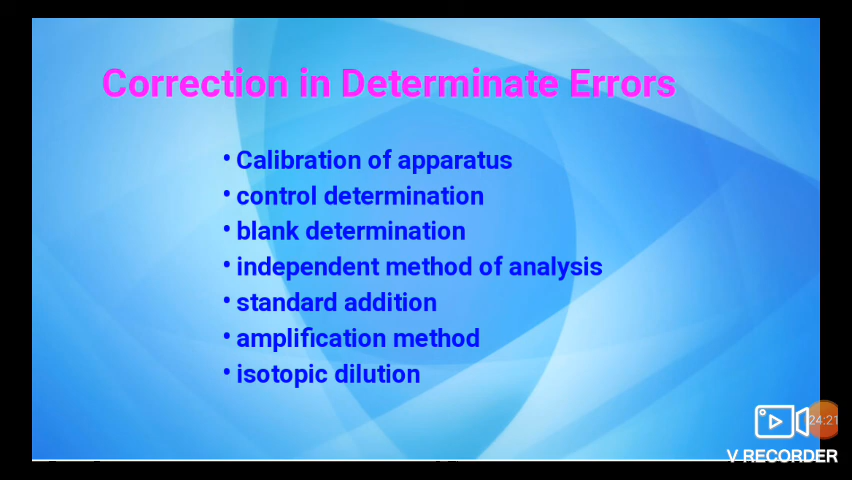 Correction in Determinate Errors
• Calibration of apparatus
• control determination
• blank determination
• independent method of analysis
• standard addition
• amplification method
• isotopic dilution
24:21
V RECORDER